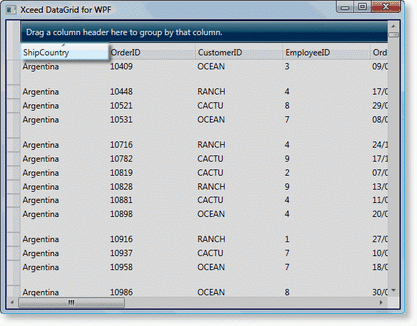 Xceed DataGrid for WPF
Drag a column header here to group by that column.
ShipCountry OrderID CustomerID EmployeeID Ord
Argentina 10409 OCEAN 3 09/0
Argentina 10448 RANCH 4 17/0
Argentina 10521 CACTU 8 29/0
Argentina 10531 OCEAN 7 08/0
Argentina 10716 RANCH 4 24/1
Argentina 10782 CACTU 9 17/1
Argentina 10819 CACTU 2 07/0
Argentina 10828 RANCH 9 13/0
Argentina 10881 CACTU 4 11/0
Argentina 10898 OCEAN 4 20/0
Argentina 10916 RANCH 1 27/0
Argentina 10937 CACTU 7 10/0
Argentina 10958 OCEAN 7 18/0
Argentina 10986 OCEAN 8 30/0